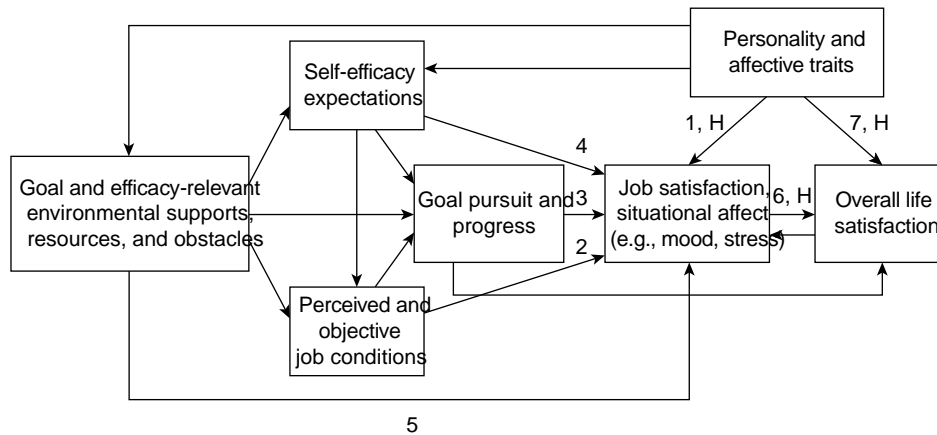 Personality and
affective traits
Self-efficacy
expectations
1, H
7, H
4
Goal and efficacy-relevant
environmental supports,
resources, and obstacles
Goal pursuit and
progress
3
Job satisfaction,
situational affect
(e.g., mood, stress)
6, H
Overall life
satisfaction
2
Perceived and
objective
job conditions
5